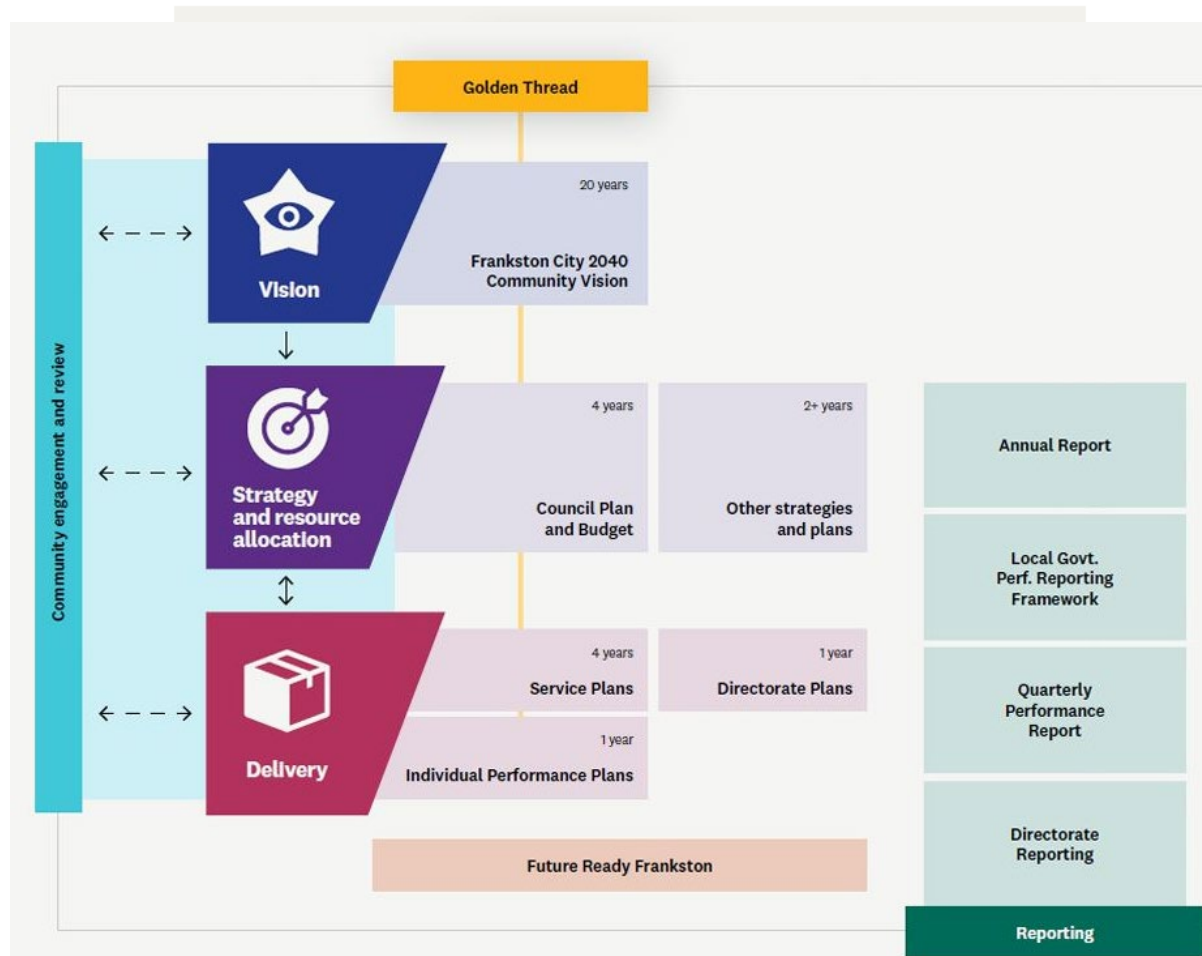 Golden Thread
Community engagement and review
Vision
20 years
Frankston City 2040
Community Vision
Strategy
and resource
allocation
4 years
Council Plan
and Budget
2+ years
Other strategies
and plans
Delivery
4 years
Service Plans
1 year
Directorate Plans
1 year
Individual Performance Plans
Future Ready Frankston
Annual Report
Local Govt.
Perf. Reporting
Framework
Quarterly
Performance
Report
Directorate
Reporting
Reporting